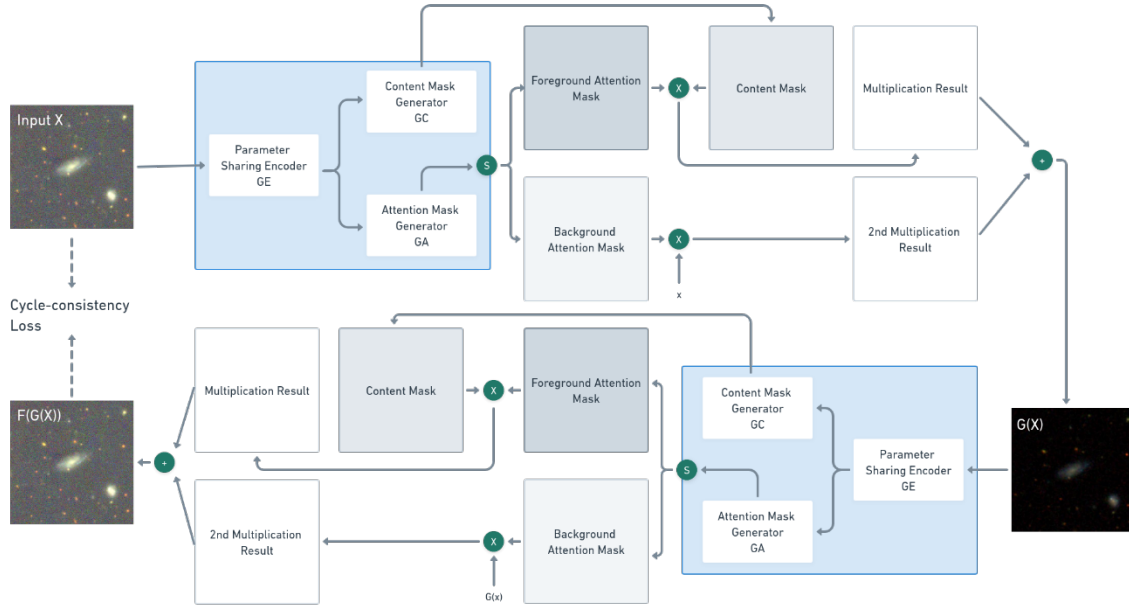 Input X
Parameter
Sharing Encoder
GE
Content Mask
Generator
GC
Attention Mask
Generator
GA
S
Foreground Attention
Mask
X
Content Mask
Multiplication Result
Background
Attention Mask
X
x
2nd Multiplication
Result
+
Cycle-consistency
Loss
F(G(X))
+
Multiplication Result
Content Mask
X
Foreground Attention
Mask
2nd Multiplication
Result
X
G(x)
Background
Attention Mask
S
Content Mask
Generator
GC
Attention Mask
Generator
GA
Parameter
Sharing Encoder
GE
G(X)